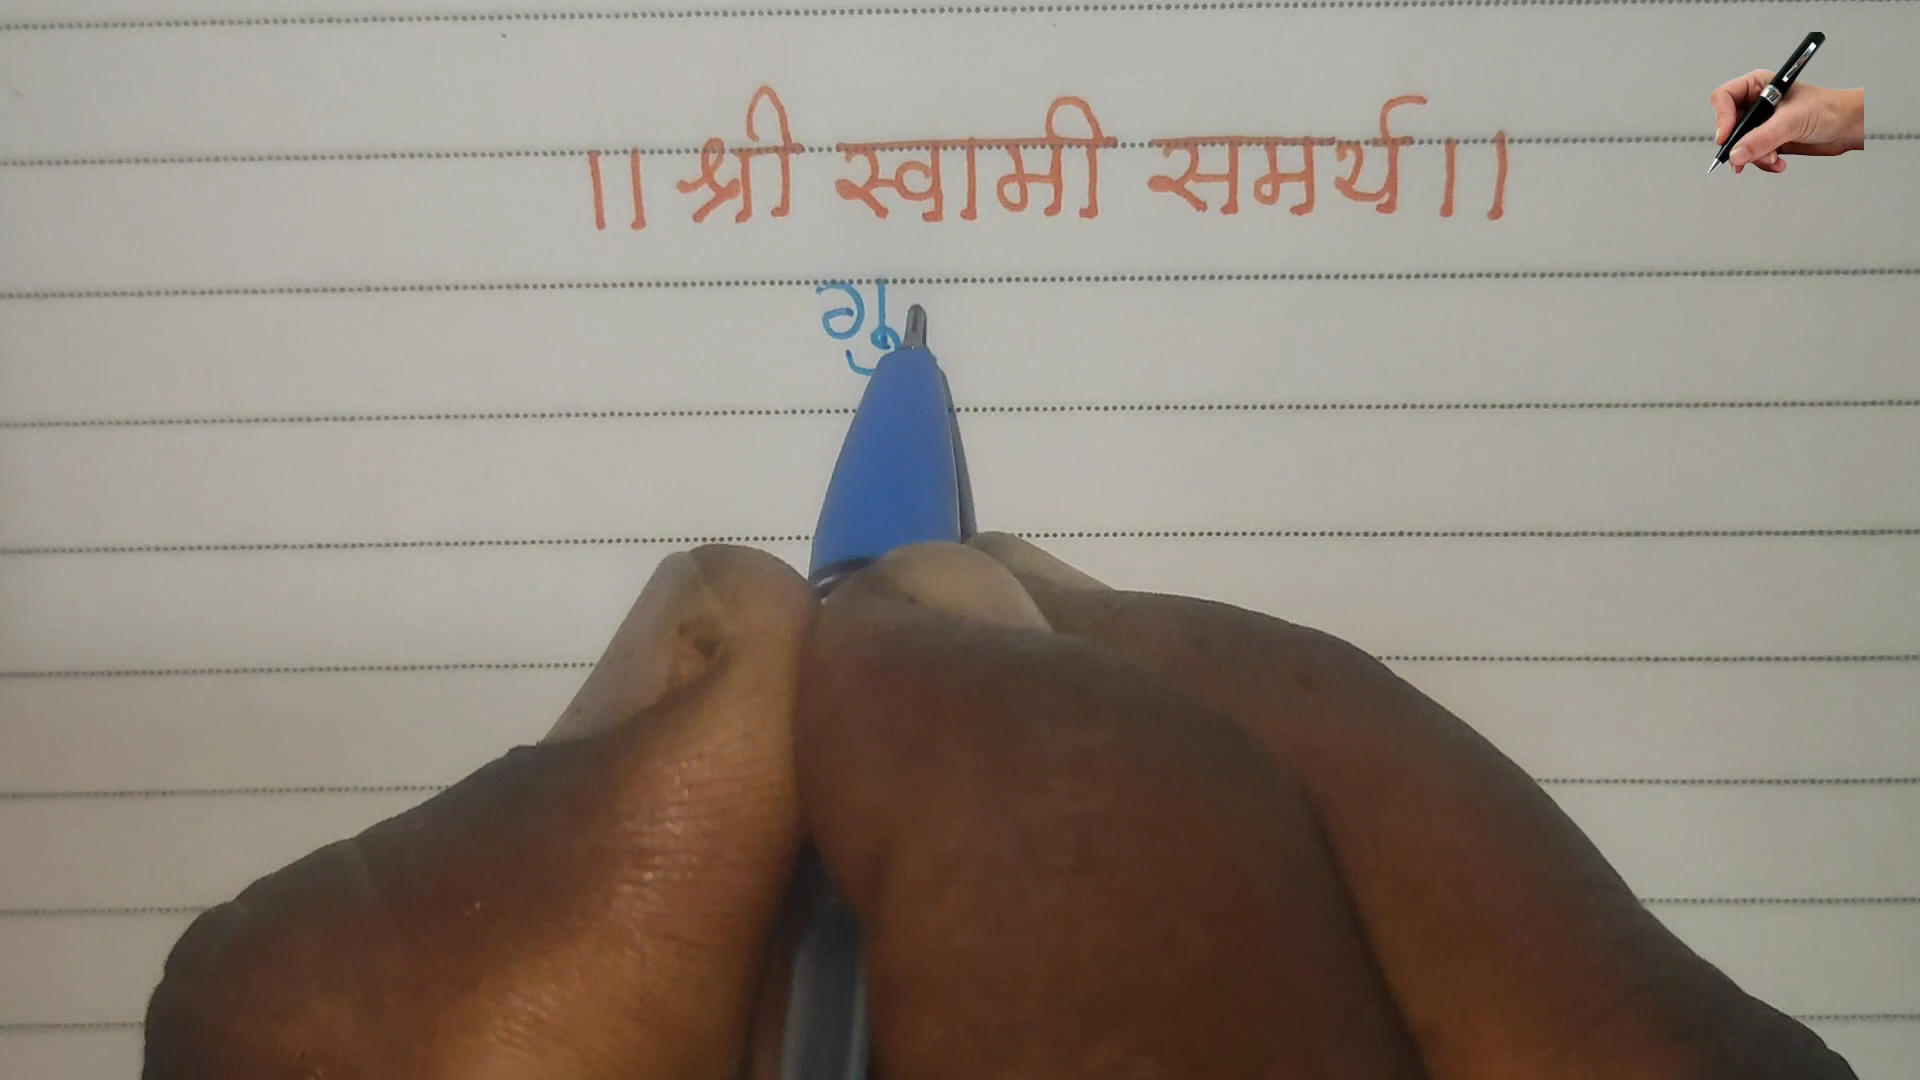 ।। श्री स्वामी समर्थ ।।
गु